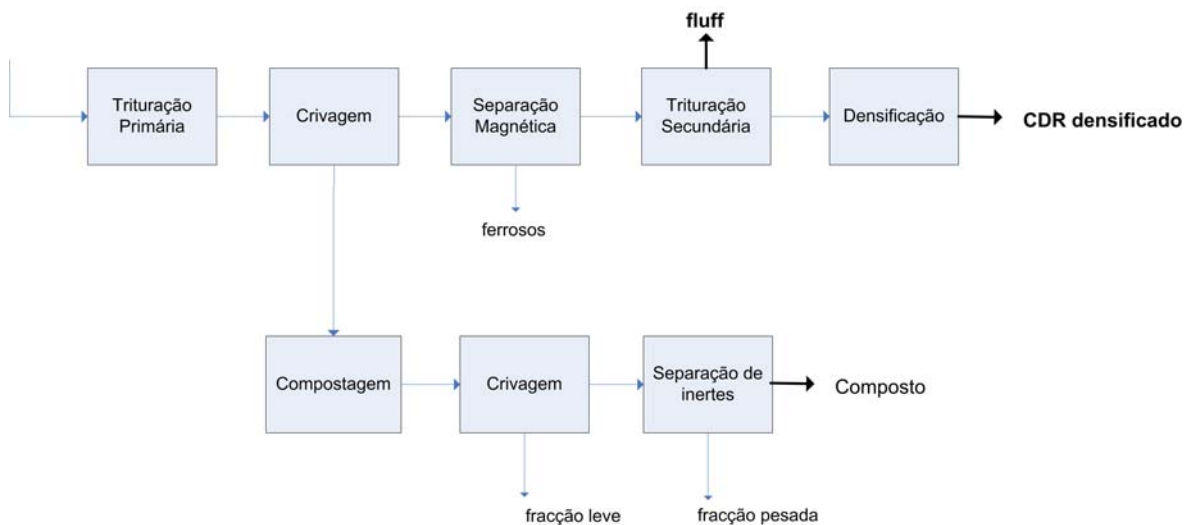 fluff
Trituração
Primária
Crivagem
Separação
Magnética
Trituração
Secundária
Densificação
CDR densificado
ferrosos
Compostagem
Crivagem
Separação de
inertes
Composto
fracção leve
fracção pesada